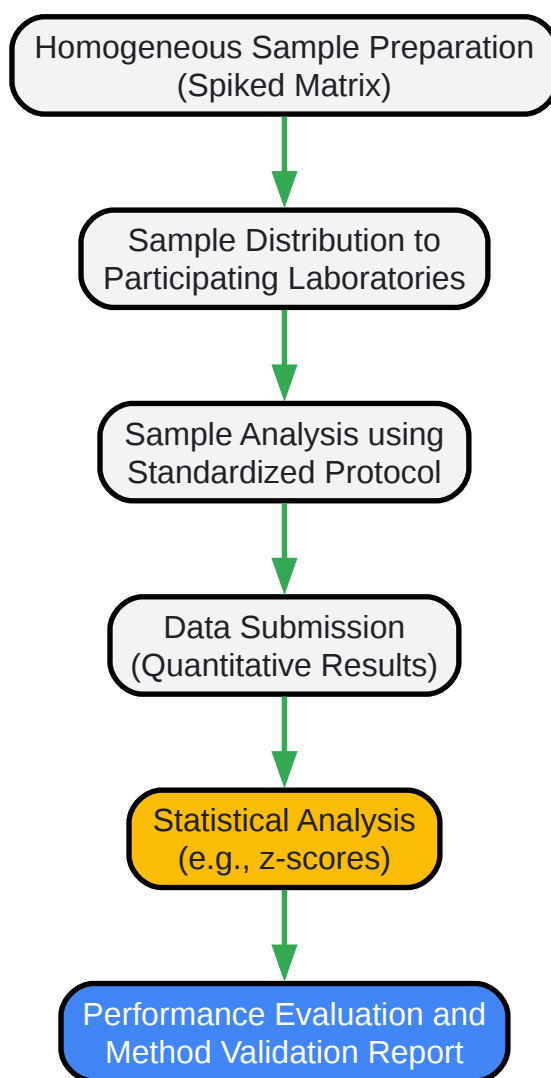 Homogeneous Sample Preparation
(Spiked Matrix)
Sample Distribution to
Participating Laboratories
Sample Analysis using
Standardized Protocol
Data Submission
(Quantitative Results)
Statistical Analysis
(e.g., z-scores)
Performance Evaluation and
Method Validation Report